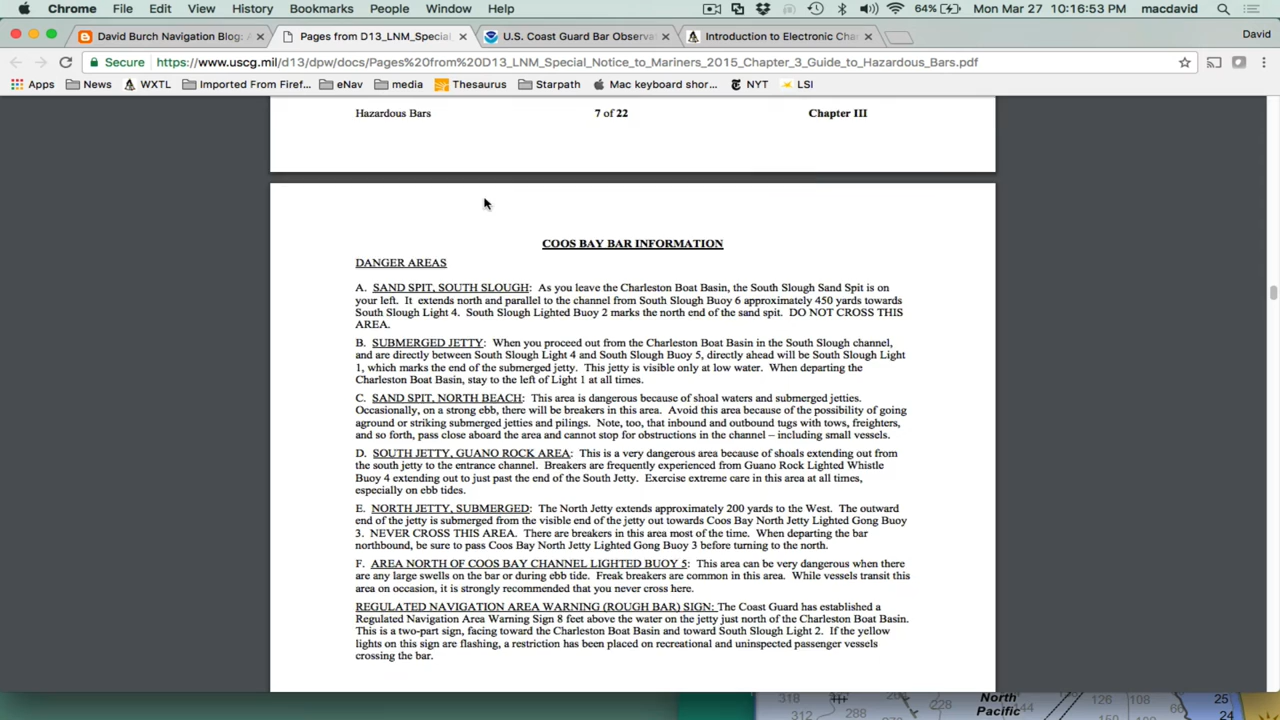 Chrome File Edit View History Bookmarks People Window Help 64% Mon Mar 27 10:16:53 PM macdavid
David Burch Navigation Blog: A × Pages from D13_LNM_Special × U.S. Coast Guard Bar Observa × Introduction to Electronic Cha × David
Secure https://www.uscg.mil/d13/dpw/docs/Pages%20from%20D13_LNM_Special_Notice_to_Mariners_2015_Chapter_3_Guide_to_Hazardous_Bars.pdf
Apps News WXTL Imported From Firef... eNav media Thesaurus Starpath Mac keyboard shor... NYT LSI
Hazardous Bars 7 of 22 Chapter III
COOS BAY BAR INFORMATION
DANGER AREAS
A. SAND SPIT, SOUTH SLOUGH: As you leave the Charleston Boat Basin, the South Slough Sand Spit is on
your left. It extends north and parallel to the channel from South Slough Buoy 6 approximately 450 yards towards
South Slough Light 4. South Slough Lighted Buoy 2 marks the north end of the sand spit. DO NOT CROSS THIS
AREA.
B. SUBMERGED JETTY: When you proceed out from the Charleston Boat Basin in the South Slough channel,
and are directly between South Slough Light 4 and South Slough Buoy 5, directly ahead will be South Slough Light
1, which marks the end of the submerged jetty. This jetty is visible only at low water. When departing the
Charleston Boat Basin, stay to the left of Light 1 at all times.
C. SAND SPIT, NORTH BEACH: This area is dangerous because of shoal waters and submerged jetties.
Occasionally, on a strong ebb, there will be breakers in this area. Avoid this area because of the possibility of going
aground or striking submerged jetties and pilings. Note, too, that inbound and outbound tugs with tows, freighters,
and so forth, pass close aboard the area and cannot stop for obstructions in the channel – including small vessels.
D. SOUTH JETTY, GUANO ROCK AREA: This is a very dangerous area because of shoals extending out from
the south jetty to the entrance channel. Breakers are frequently experienced from Guano Rock Lighted Whistle
Buoy 4 extending out to just past the end of the South Jetty. Exercise extreme care in this area at all times,
especially on ebb tides.
E. NORTH JETTY, SUBMERGED: The North Jetty extends approximately 200 yards to the West. The outward
end of the jetty is submerged from the visible end of the jetty out towards Coos Bay North Jetty Lighted Gong Buoy
3. NEVER CROSS THIS AREA. There are breakers in this area most of the time. When departing the bar
northbound, be sure to pass Coos Bay North Jetty Lighted Gong Buoy 3 before turning to the north.
F. AREA NORTH OF COOS BAY CHANNEL LIGHTED BUOY 5: This area can be very dangerous when there
are any large swells on the bar or during ebb tide. Freak breakers are common in this area. While vessels transit this
area on occasion, it is strongly recommended that you never cross here.
REGULATED NAVIGATION AREA WARNING (ROUGH BAR) SIGN: The Coast Guard has established a
Regulated Navigation Area Warning Sign 8 feet above the water on the jetty just north of the Charleston Boat Basin.
This is a two-part sign, facing toward the Charleston Boat Basin and toward South Slough Light 2. If the yellow
lights on this sign are flashing, a restriction has been placed on recreational and uninspected passenger vessels
crossing the bar.
318 108 North 126 108 66 25
312 288 228 Pacific 144 160 24